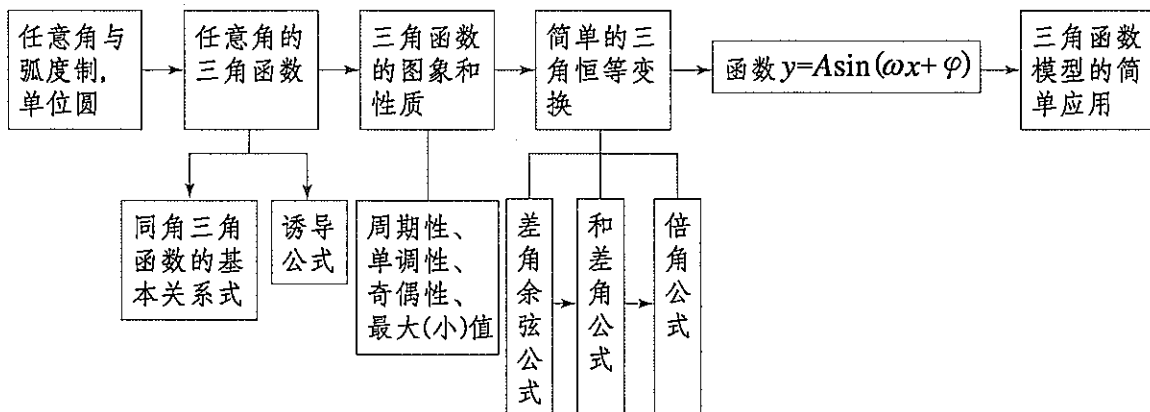 任意角与
弧度制,
单位圆
任意角的
三角函数
三角函数
的图象和
性质
简单的三
角恒等变
换
函数y=Asin(ωx+φ)
三角函数
模型的简
单应用
同角三角
函数的基
本关系式
诱导
公式
周期性、
单调性、
奇偶性、
最大(小)值
差角余弦公式
和差角公式
倍角公式